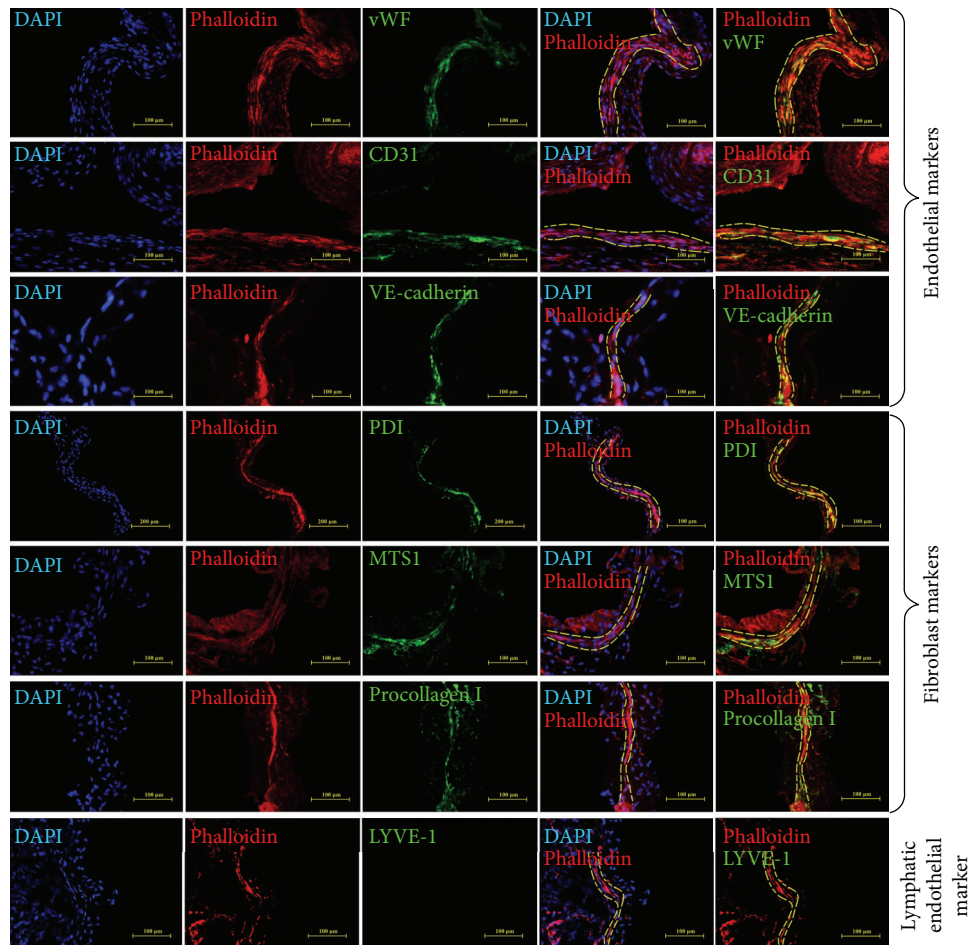 DAPI
Phalloidin
vWF
DAPI
Phalloidin
Phalloidin
vWF
100 μm
100 μm
100 μm
100 μm
100 μm
DAPI
Phalloidin
CD31
DAPI
Phalloidin
Phalloidin
CD31
100 μm
100 μm
100 μm
100 μm
100 μm
DAPI
Phalloidin
VE-cadherin
DAPI
Phalloidin
Phalloidin
VE-cadherin
100 μm
100 μm
100 μm
100 μm
100 μm
Endothelial markers
DAPI
Phalloidin
PDI
DAPI
Phalloidin
Phalloidin
PDI
200 μm
200 μm
200 μm
100 μm
100 μm
DAPI
Phalloidin
MTS1
DAPI
Phalloidin
Phalloidin
MTS1
100 μm
100 μm
100 μm
100 μm
100 μm
DAPI
Phalloidin
Procollagen I
DAPI
Phalloidin
Phalloidin
Procollagen I
100 μm
100 μm
100 μm
100 μm
100 μm
Fibroblast markers
DAPI
Phalloidin
LYVE-1
DAPI
Phalloidin
Phalloidin
LYVE-1
100 μm
100 μm
100 μm
100 μm
100 μm
Lymphatic
endothelial
marker